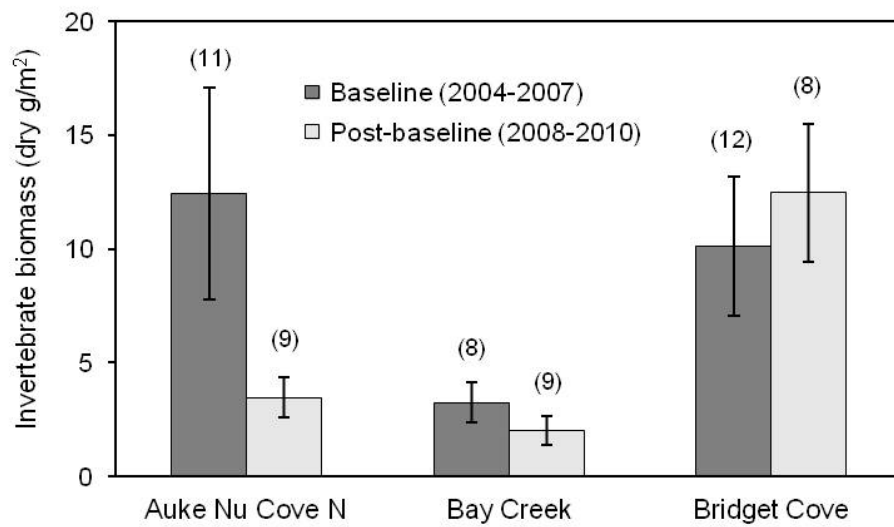 Invertebrate biomass (dry g/m²)
20
15
10
5
0
Baseline (2004-2007)
Post-baseline (2008-2010)
(11)
(9)
(8)
(9)
(12)
(8)
Auke Nu Cove N
Bay Creek
Bridget Cove